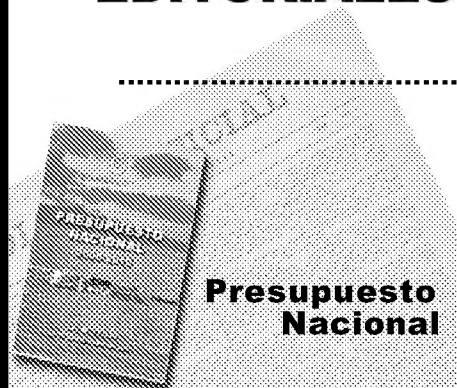 EDITORIALES
PRESUPUESTO
NACIONAL
Presupuesto
Nacional